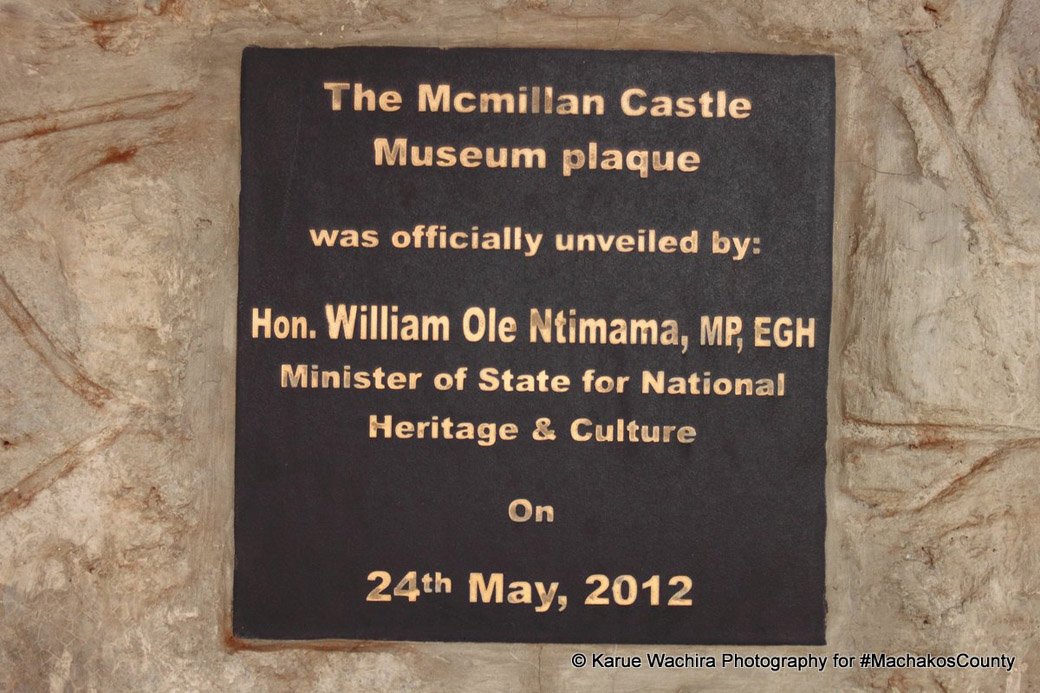 The Mcmillan Castle
Museum plaque
was officially unveiled by:
Hon. William Ole Ntimama, MP, EGH
Minister of State for National
Heritage & Culture
On
24th May, 2012
© Karue Wachira Photography for #MachakosCounty